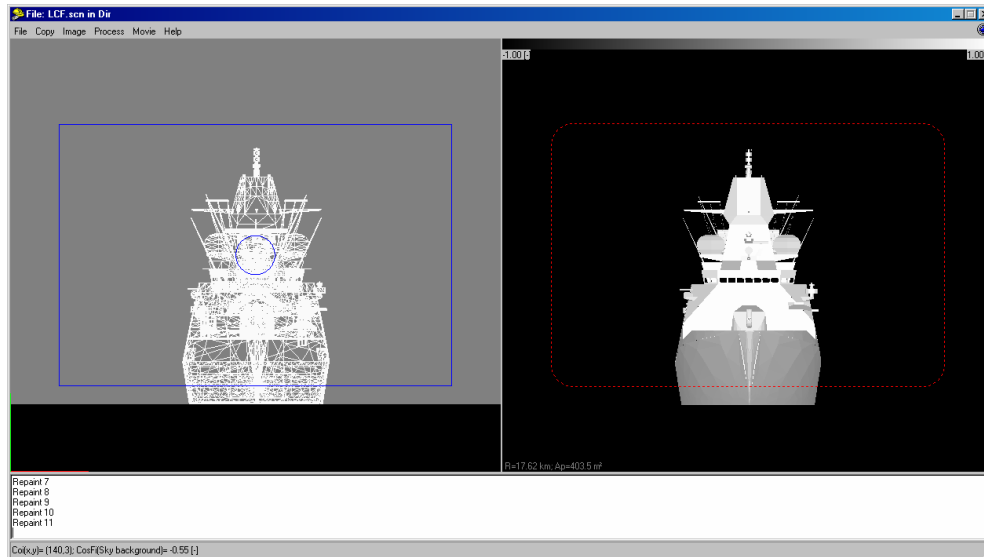 File: LCF.scn in Dir
File Copy Image Process Movie Help
-1.00 [-] 1.00
R=17.62 km; Ap=403.5 m²
Repaint 7
Repaint 8
Repaint 9
Repaint 10
Repaint 11
Coi(x,y)= (140,3); CosFi(Sky background)= -0.55 [-]